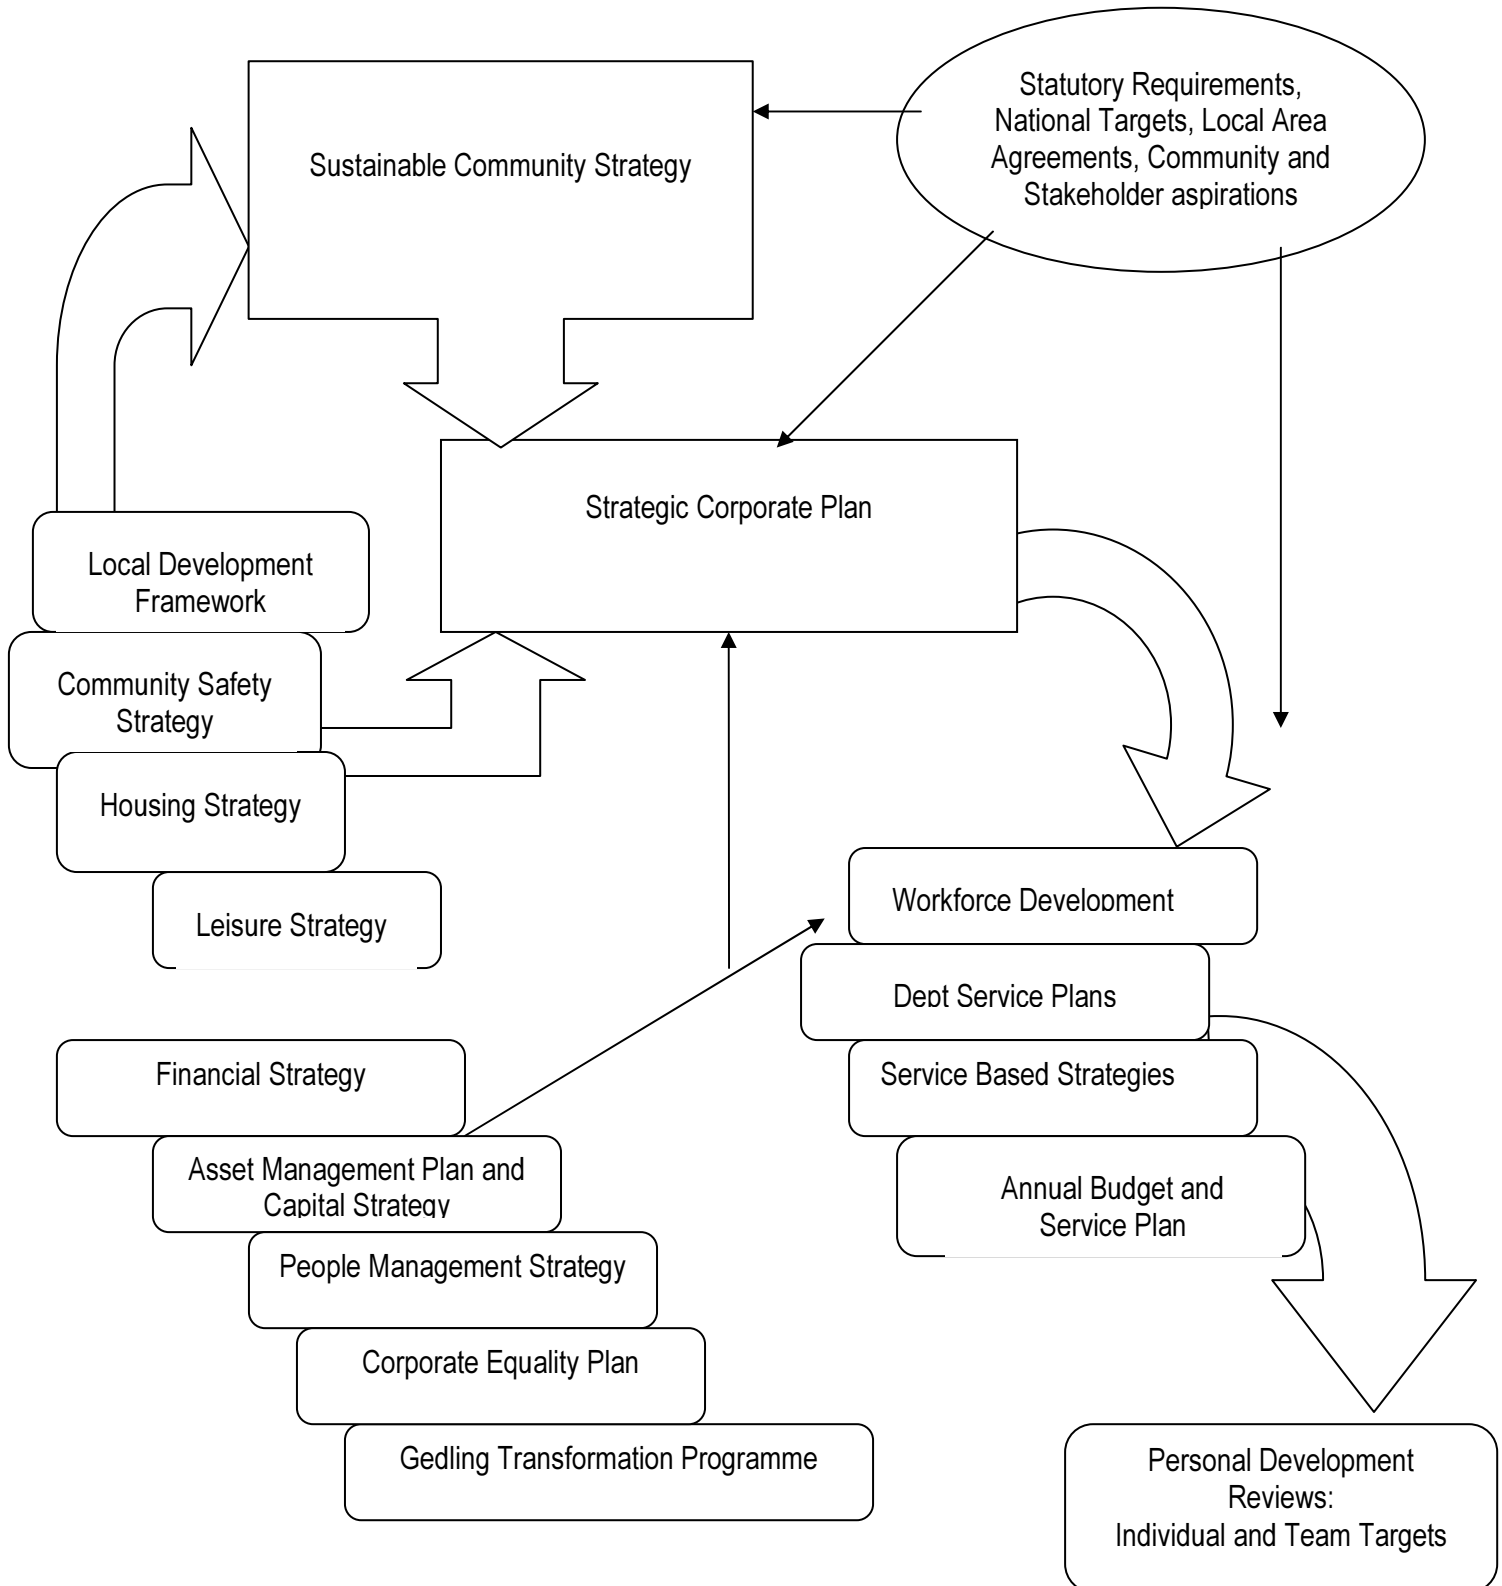 Statutory Requirements,
National Targets, Local Area
Agreements, Community and
Stakeholder aspirations
Sustainable Community Strategy
Strategic Corporate Plan
Local Development
Framework
Community Safety
Strategy
Housing Strategy
Leisure Strategy
Workforce Development
Dept Service Plans
Service Based Strategies
Annual Budget and
Service Plan
Financial Strategy
Asset Management Plan and
Capital Strategy
People Management Strategy
Corporate Equality Plan
Gedling Transformation Programme
Personal Development
Reviews:
Individual and Team Targets